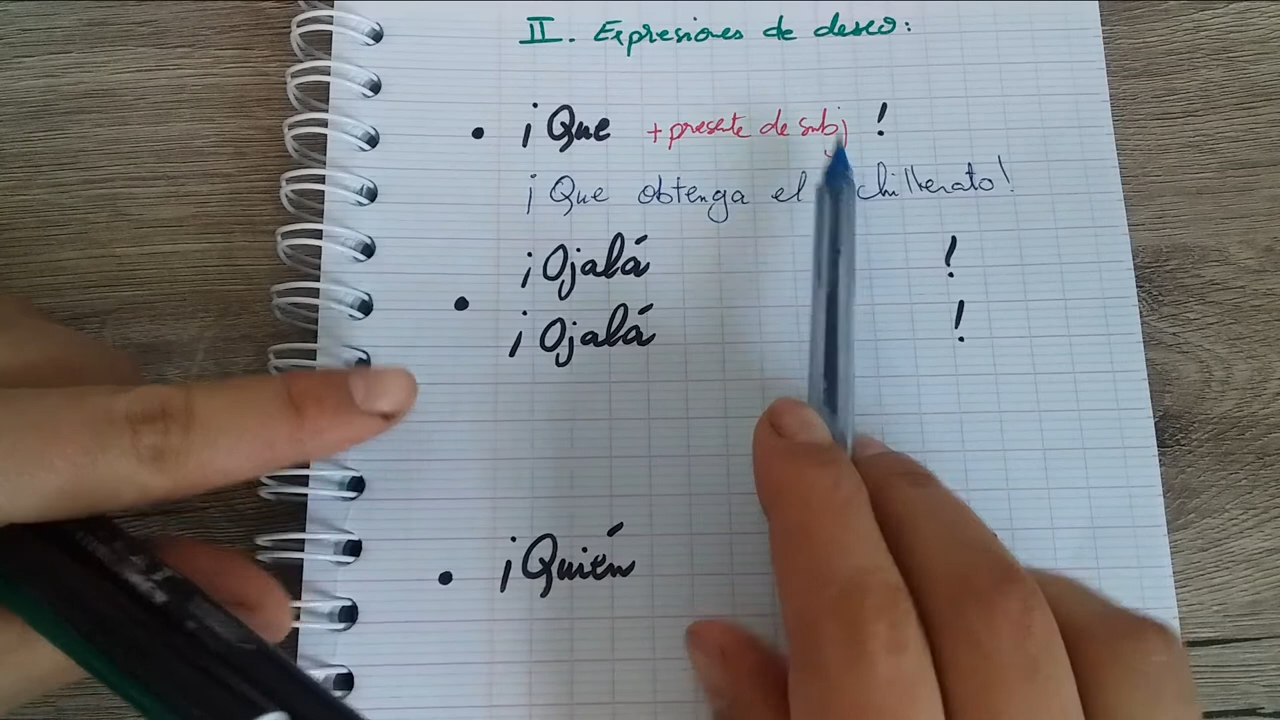 II. Expresiones de deseo:
• ¡Que + presente de subj !
¡Que obtenga el chillerato!
¡Ojalá !
• ¡Ojalá !
• ¡Quién